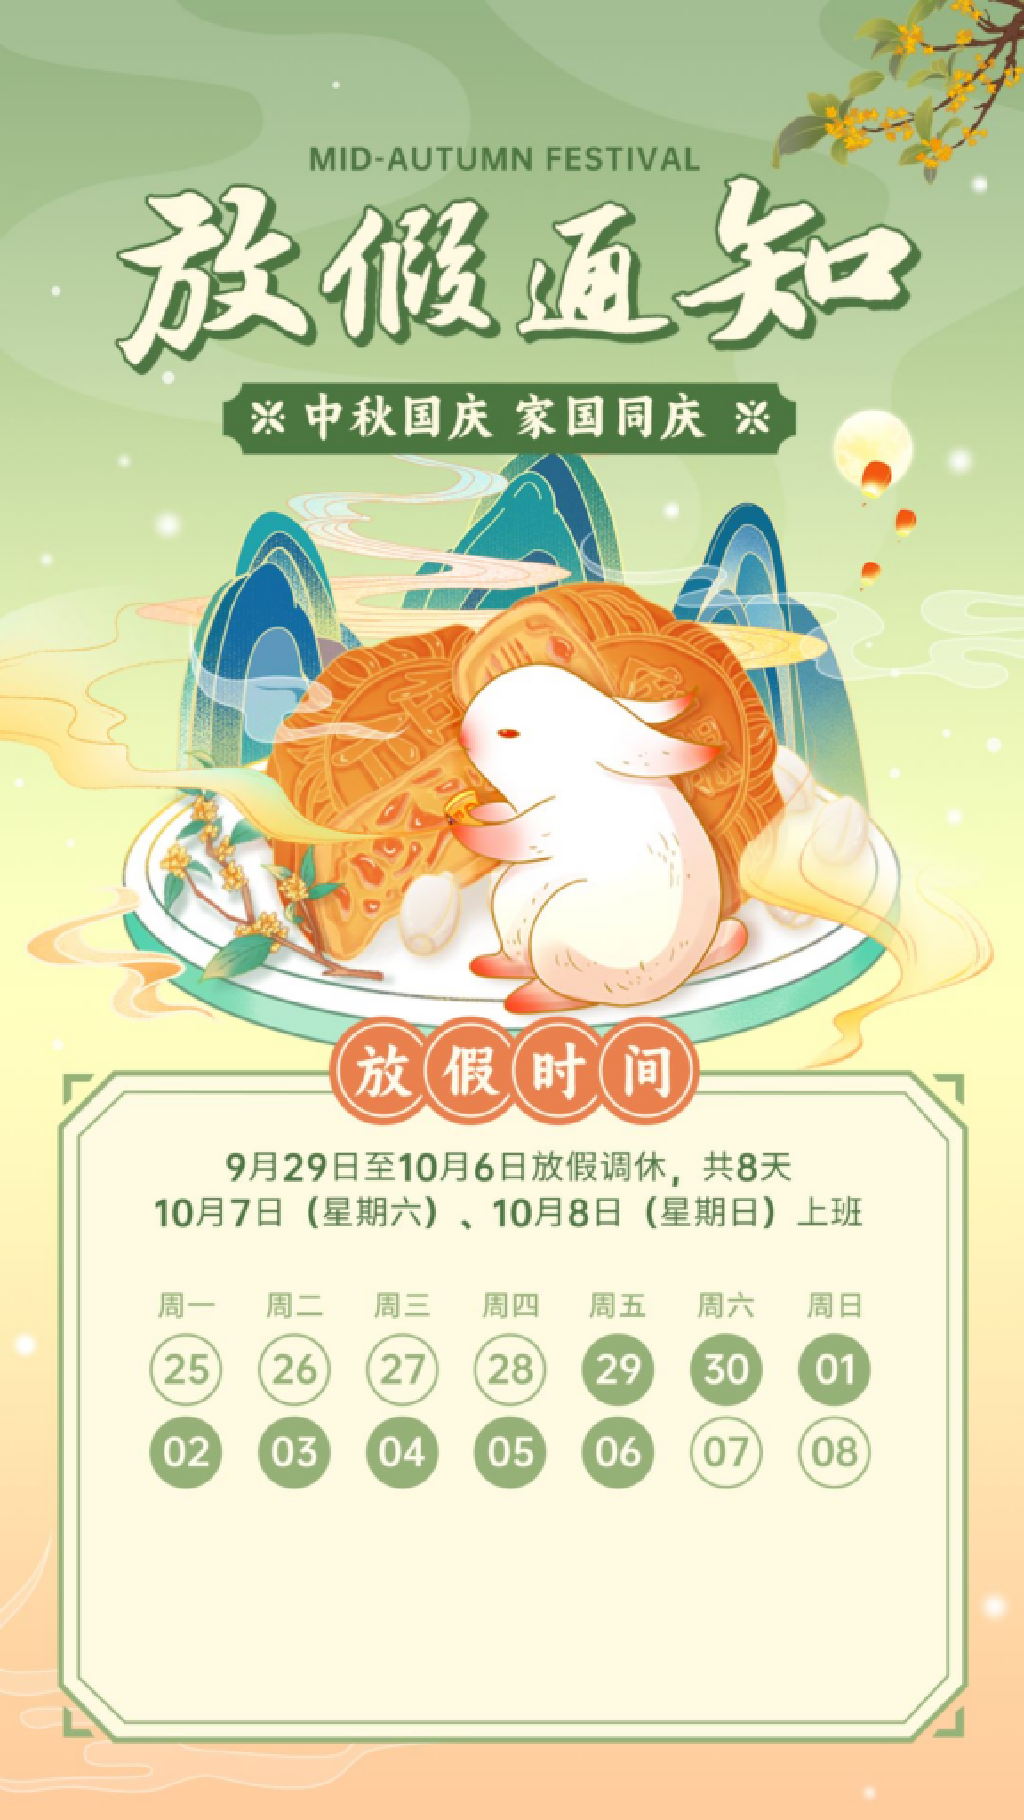 MID-AUTUMN FESTIVAL
放假通知
※ 中秋国庆 家国同庆 ※
放假时间
9月29日至10月6日放假调休，共8天
10月7日（星期六）、10月8日（星期日）上班
周一 周二 周三 周四 周五 周六 周日
25 26 27 28 29 30 01
02 03 04 05 06 07 08